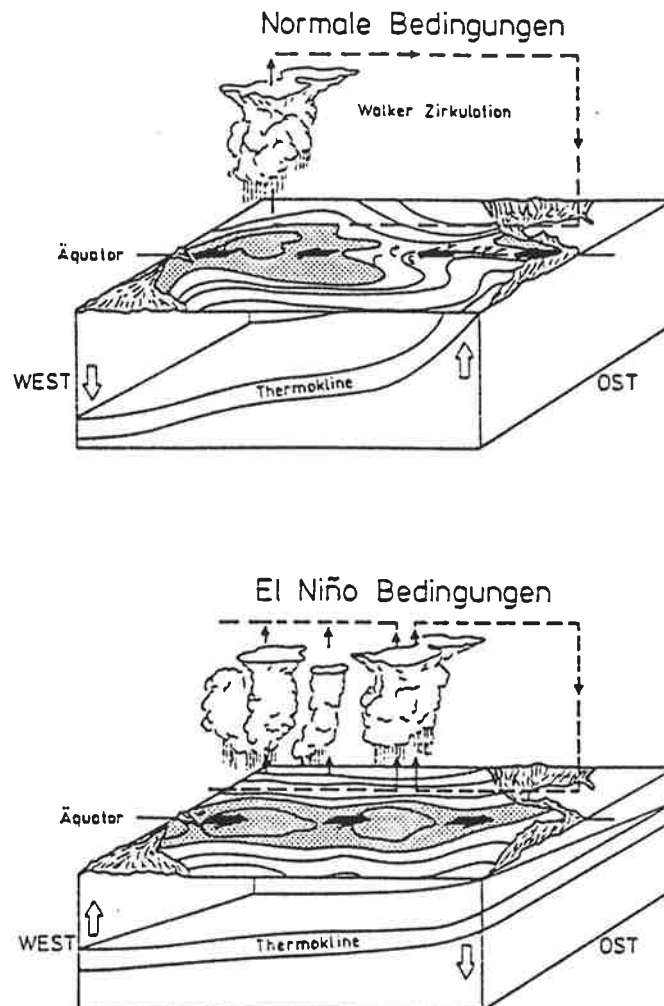 Normale Bedingungen
Walker Zirkulation
Äquator
WEST
Thermokline
OST
El Niño Bedingungen
Äquator
WEST
Thermokline
OST